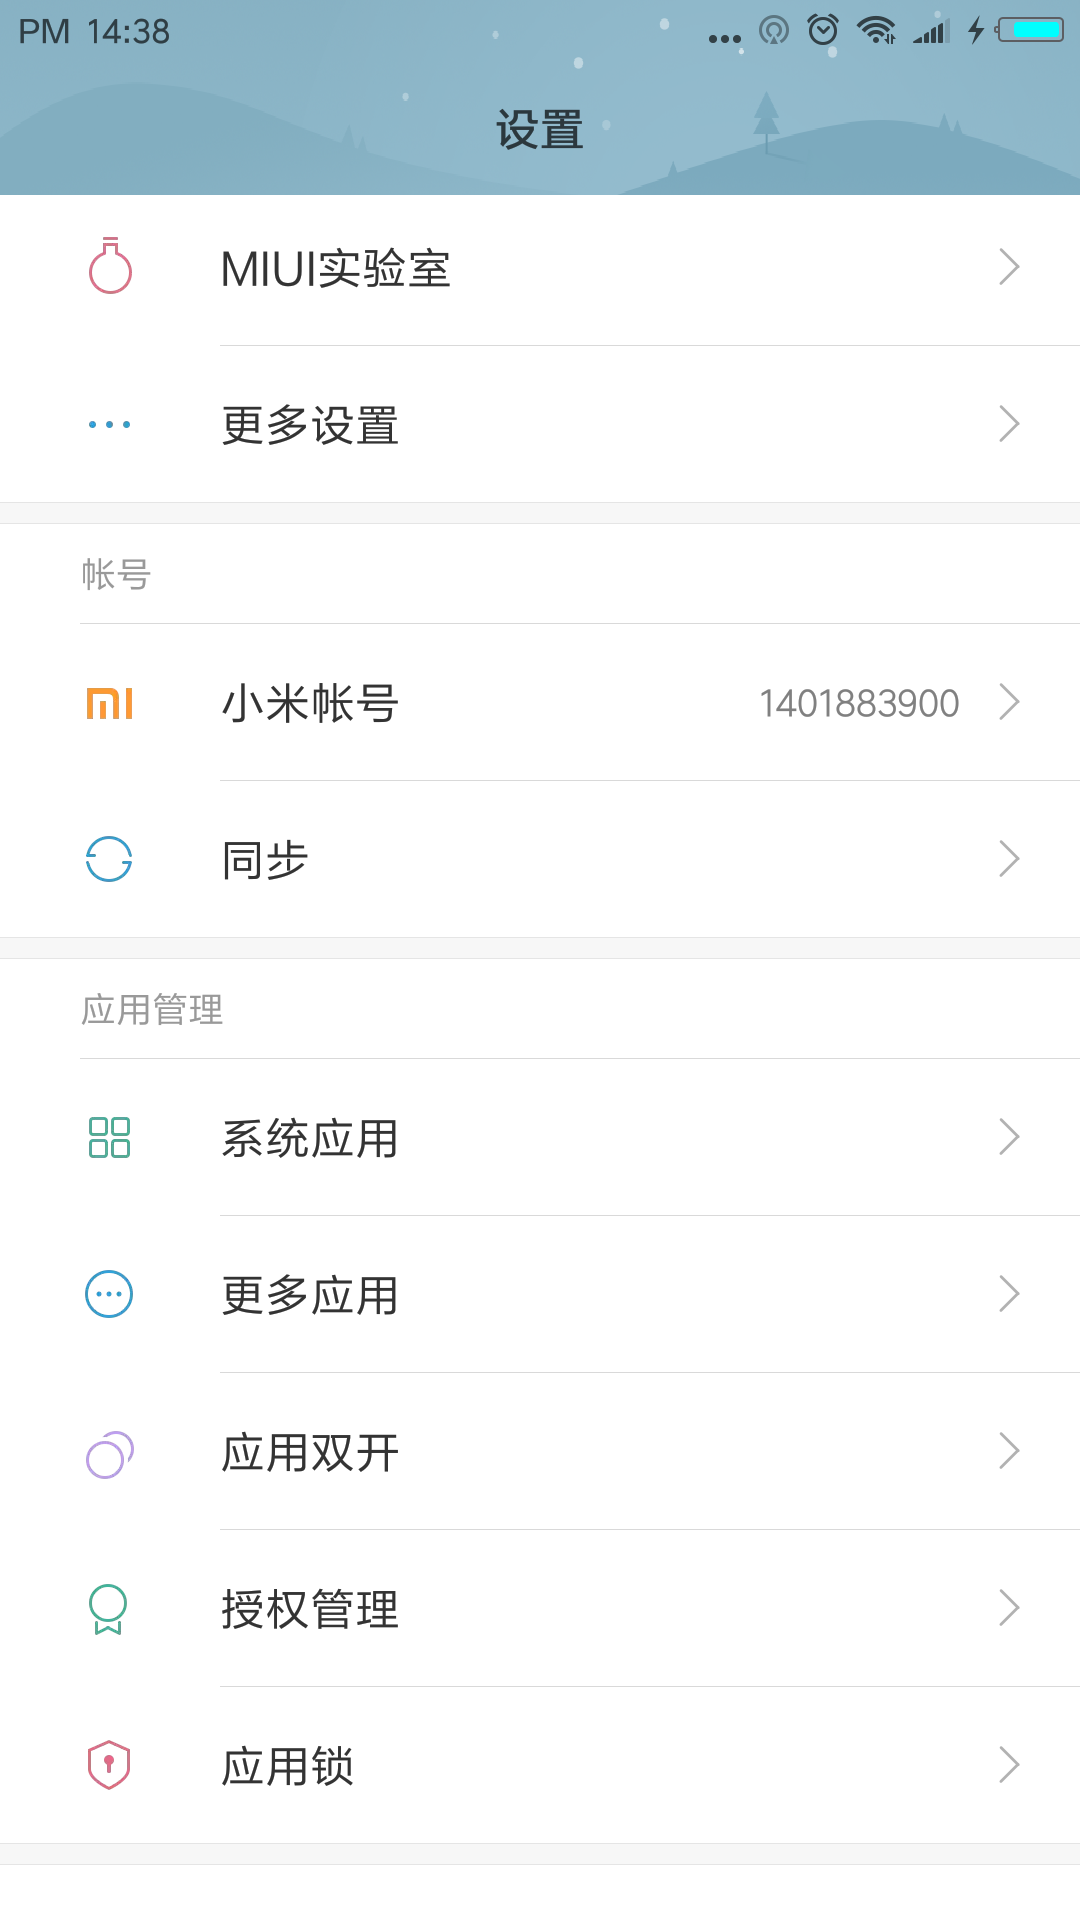 PM 14:38
设置
MIUI实验室
更多设置
帐号
小米帐号 1401883900
同步
应用管理
系统应用
更多应用
应用双开
授权管理
应用锁